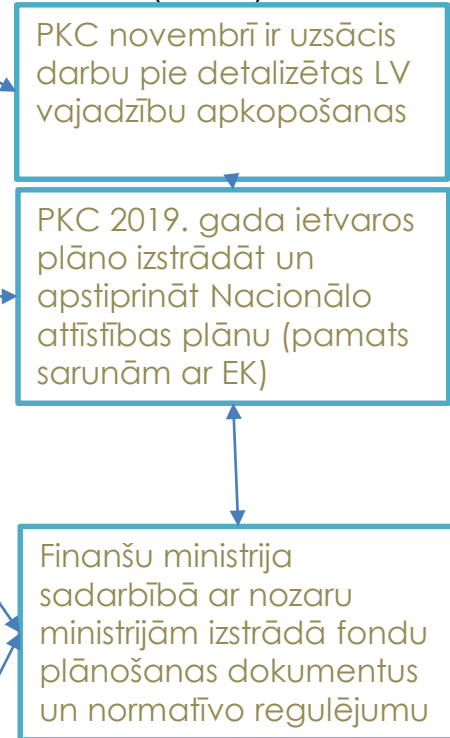 PKC novembrī ir uzsācis
darbu pie detalizētas LV
vajadzību apkopošanas
PKC 2019. gada ietvaros
plāno izstrādāt un
apstiprināt Nacionālo
attīstības plānu (pamats
sarunām ar EK)
Finanšu ministrija
sadarbībā ar nozaru
ministrijām izstrādā fondu
plānošanas dokumentus
un normatīvo regulējumu